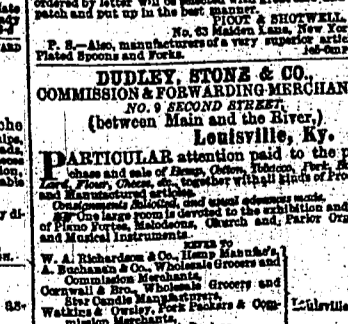 ordered by letter will be selected with
patch and put up in the best manner.
PICOT & SHOTWELL,
No. 63 Maiden Lane, New Yor
P. S.—Also, manufacturers of a very superior artic
Plated Spoons and Forks.
DUDLEY, STONE & CO.,
COMMISSION & FORWARDING MERCHAN
NO. 9 SECOND STREET,
(between Main and the River,)
Louisville, Ky.
PARTICULAR attention paid to the p
chase and sale of Hemp, Cotton, Tobacco, Pork, B
Lard, Flour, Cheese, &c., together with all kinds of Pro
and Manufactured articles.
Consignments solicited, and usual advances made.
One large room is devoted to the exhibition and
of Piano Fortes, Melodeons, Church and Parlor Org
and Musical Instruments.
REFER TO
W. A. Richardson & Co., Hemp Manufac's,
A. Buchanan & Co., Wholesale Grocers and
Commission Merchants,
Cornwall & Bro., Wholesale Grocers and
Star Candle Manufacturers,
Watkins & Owsley, Pork Packers & Com-
mission Merchants.
Louisville